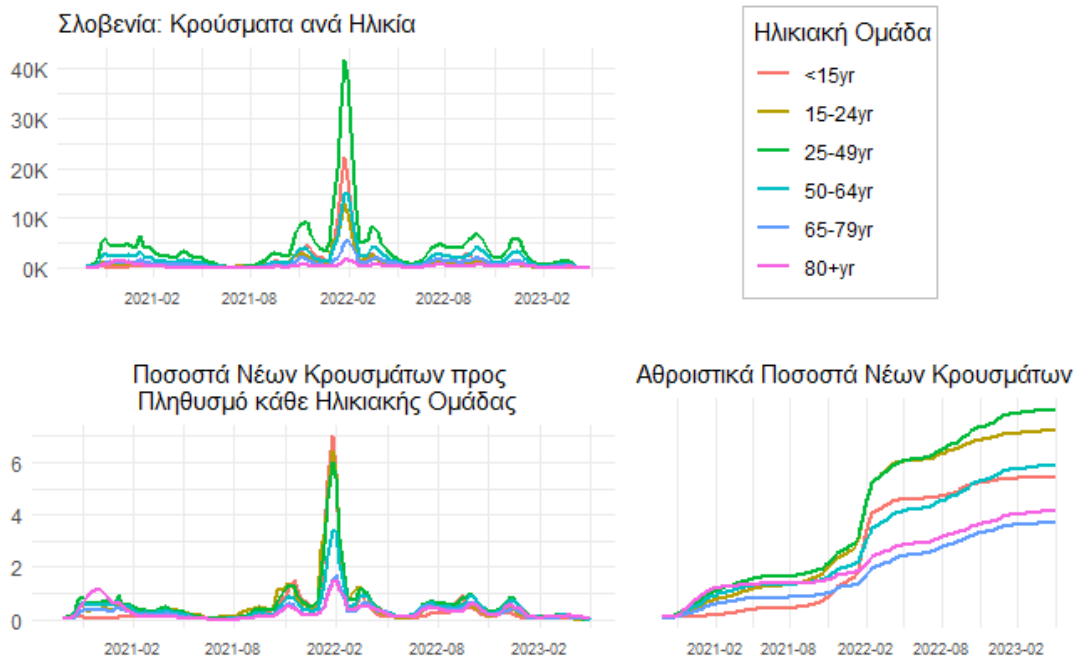 Σλοβενία: Κρούσματα ανά Ηλικία
40K
30K
20K
10K
0K
2021-02
2021-08
2022-02
2022-08
2023-02
Ηλικιακή Ομάδα
<15yr
15-24yr
25-49yr
50-64yr
65-79yr
80+yr
Ποσοστά Νέων Κρουσμάτων προς
Πληθυσμό κάθε Ηλικιακής Ομάδας
6
4
2
0
2021-02
2021-08
2022-02
2022-08
2023-02
Αθροιστικά Ποσοστά Νέων Κρουσμάτων
2021-02
2021-08
2022-02
2022-08
2023-02